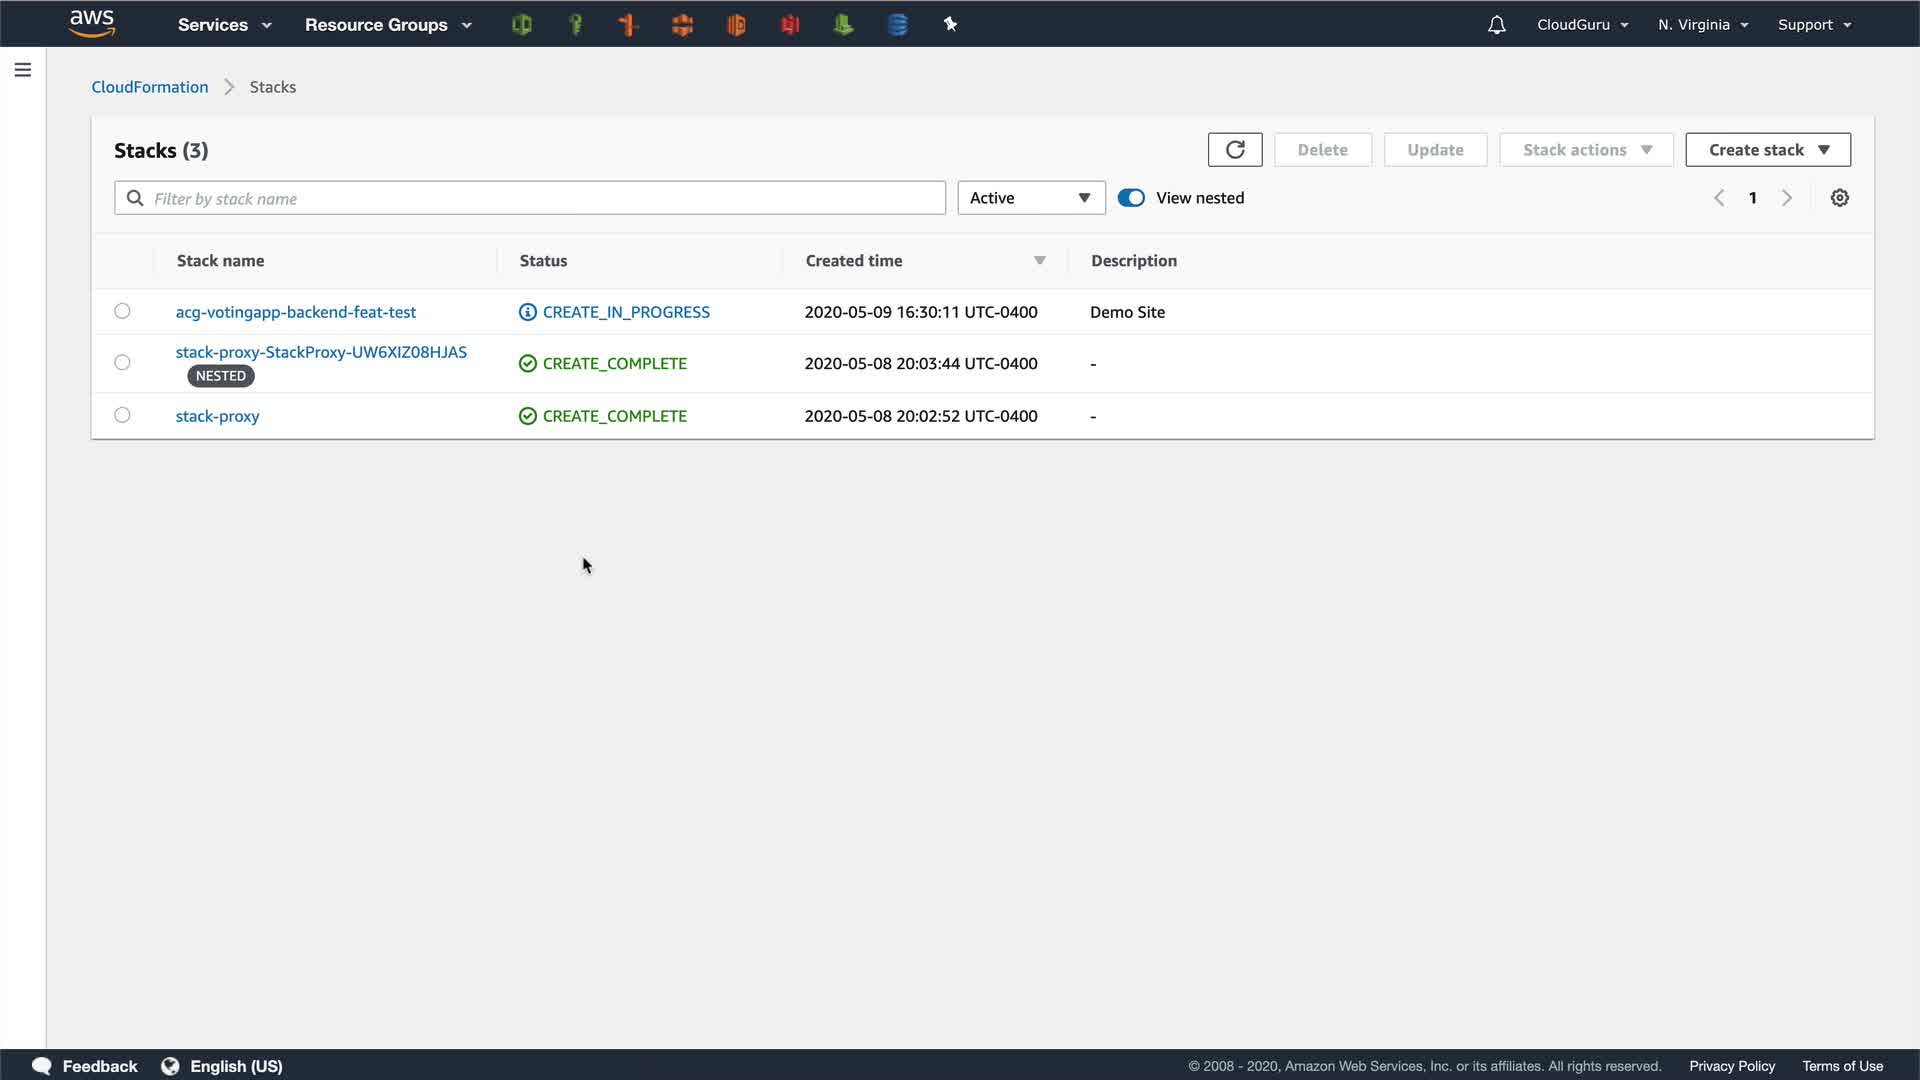 aws Services Resource Groups CloudGuru N. Virginia Support
CloudFormation Stacks
Stacks (3) Delete Update Stack actions Create stack
Filter by stack name Active View nested 1
Stack name Status Created time Description
acg-votingapp-backend-feat-test CREATE_IN_PROGRESS 2020-05-09 16:30:11 UTC-0400 Demo Site
stack-proxy-StackProxy-UW6XIZ08HJAS
NESTED CREATE_COMPLETE 2020-05-08 20:03:44 UTC-0400 -
stack-proxy CREATE_COMPLETE 2020-05-08 20:02:52 UTC-0400 -
Feedback English (US) © 2008 - 2020, Amazon Web Services, Inc. or its affiliates. All rights reserved. Privacy Policy Terms of Use